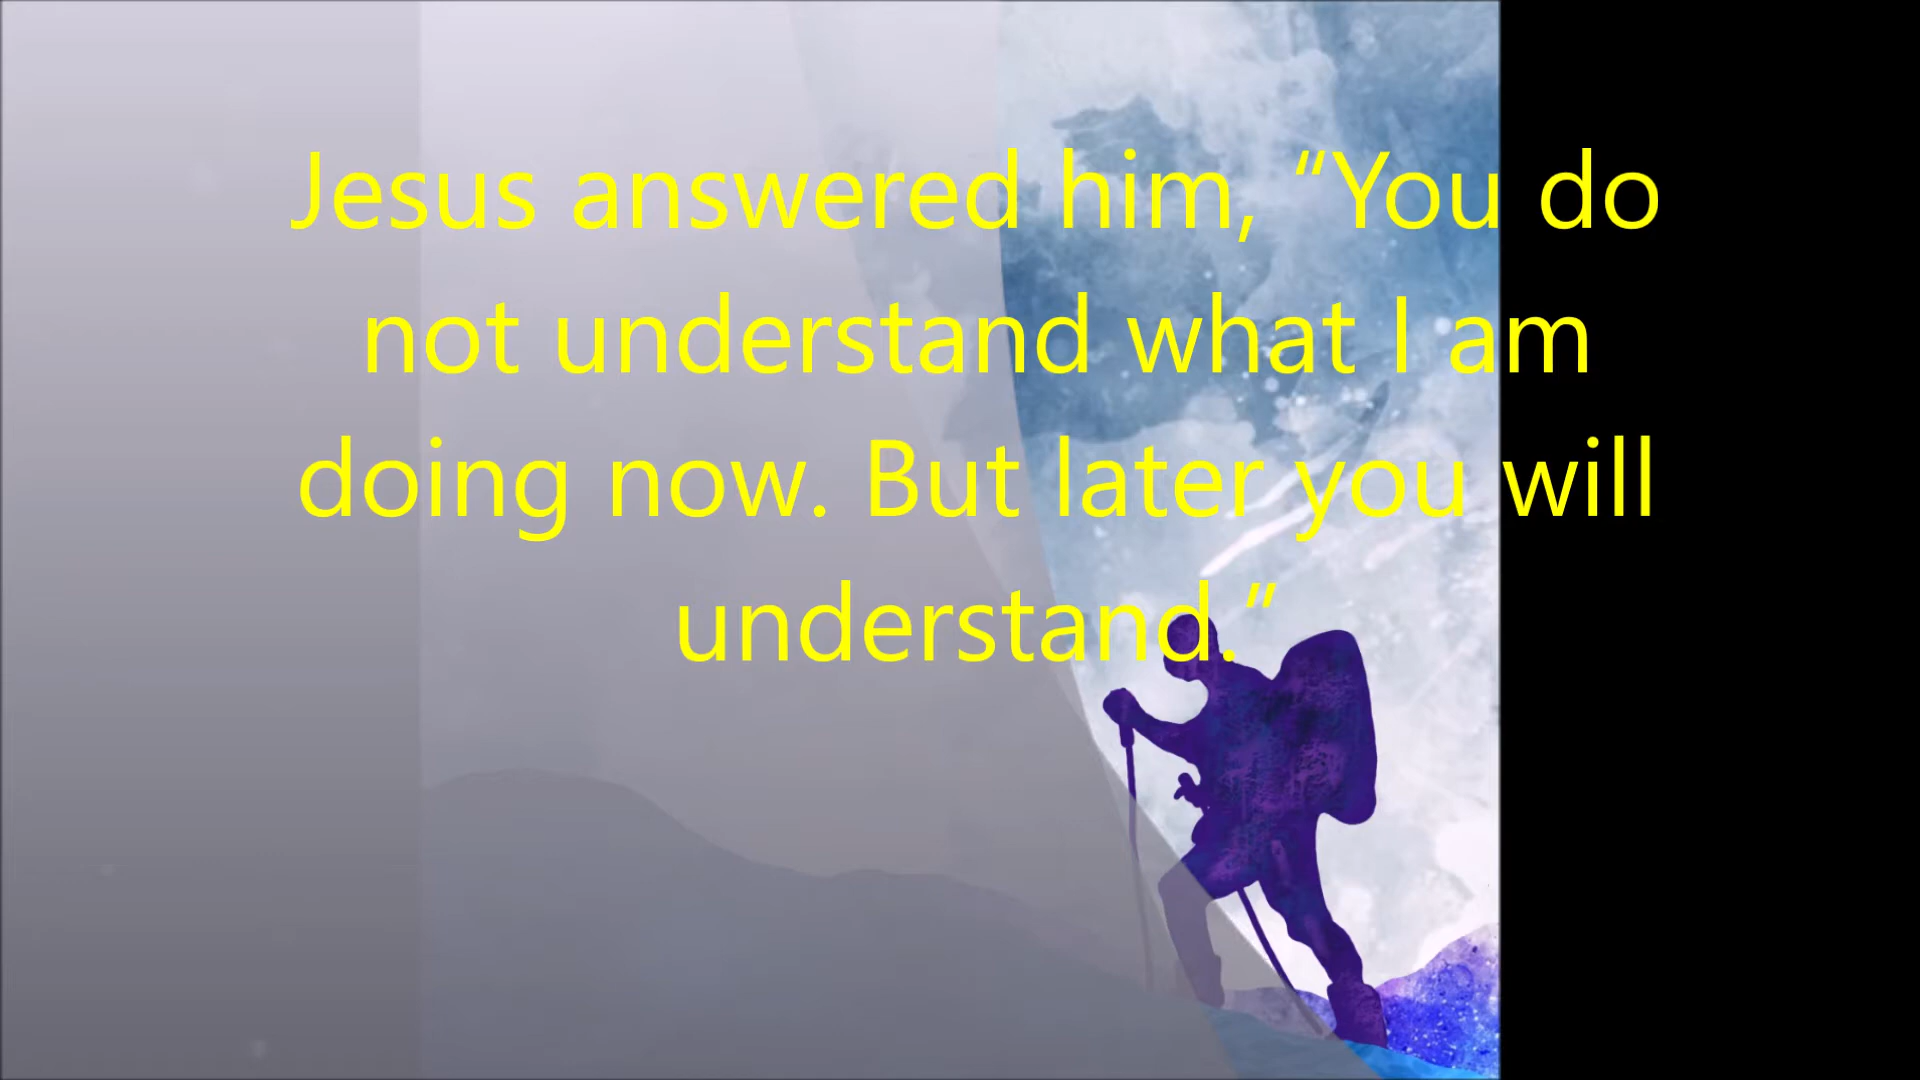 Jesus answered him, “You do
not understand what I am
doing now. But later you will
understand.”